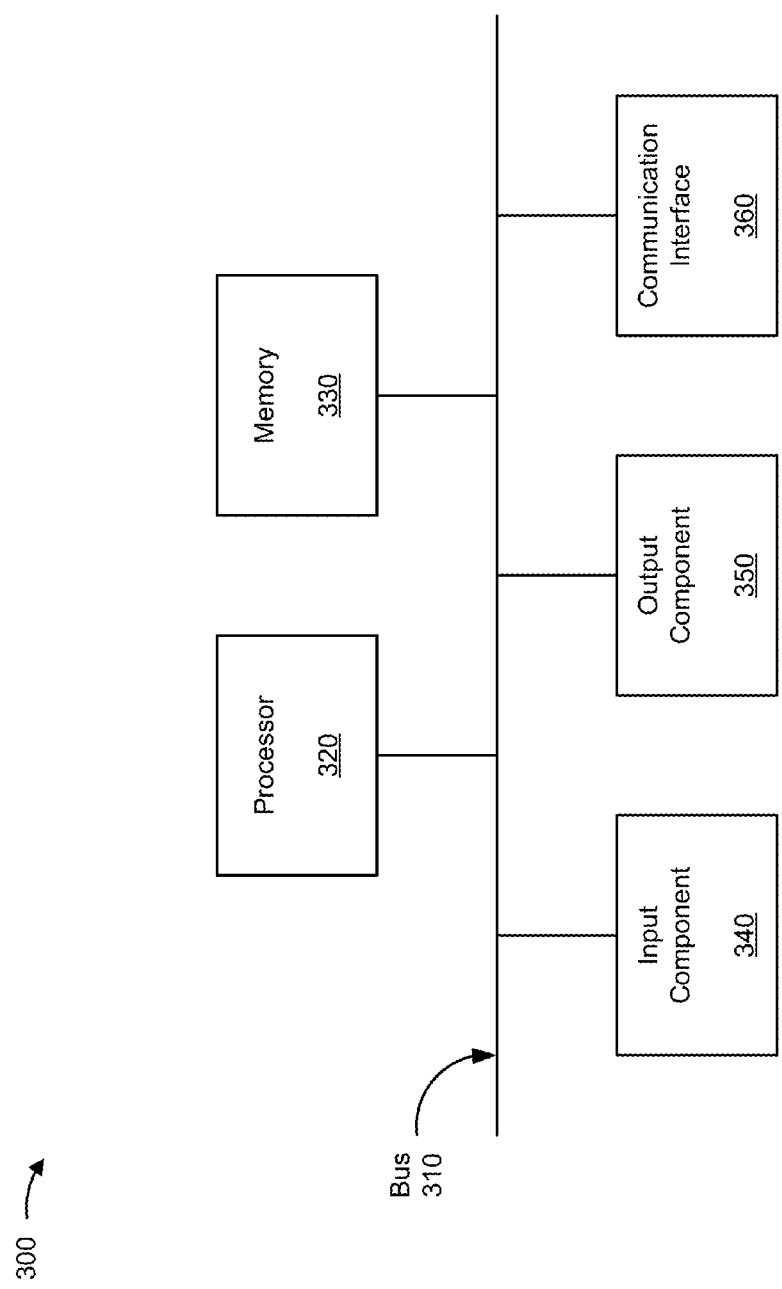 300
Bus
310
Processor
320
Memory
330
Input
Component
340
Output
Component
350
Communication
Interface
360